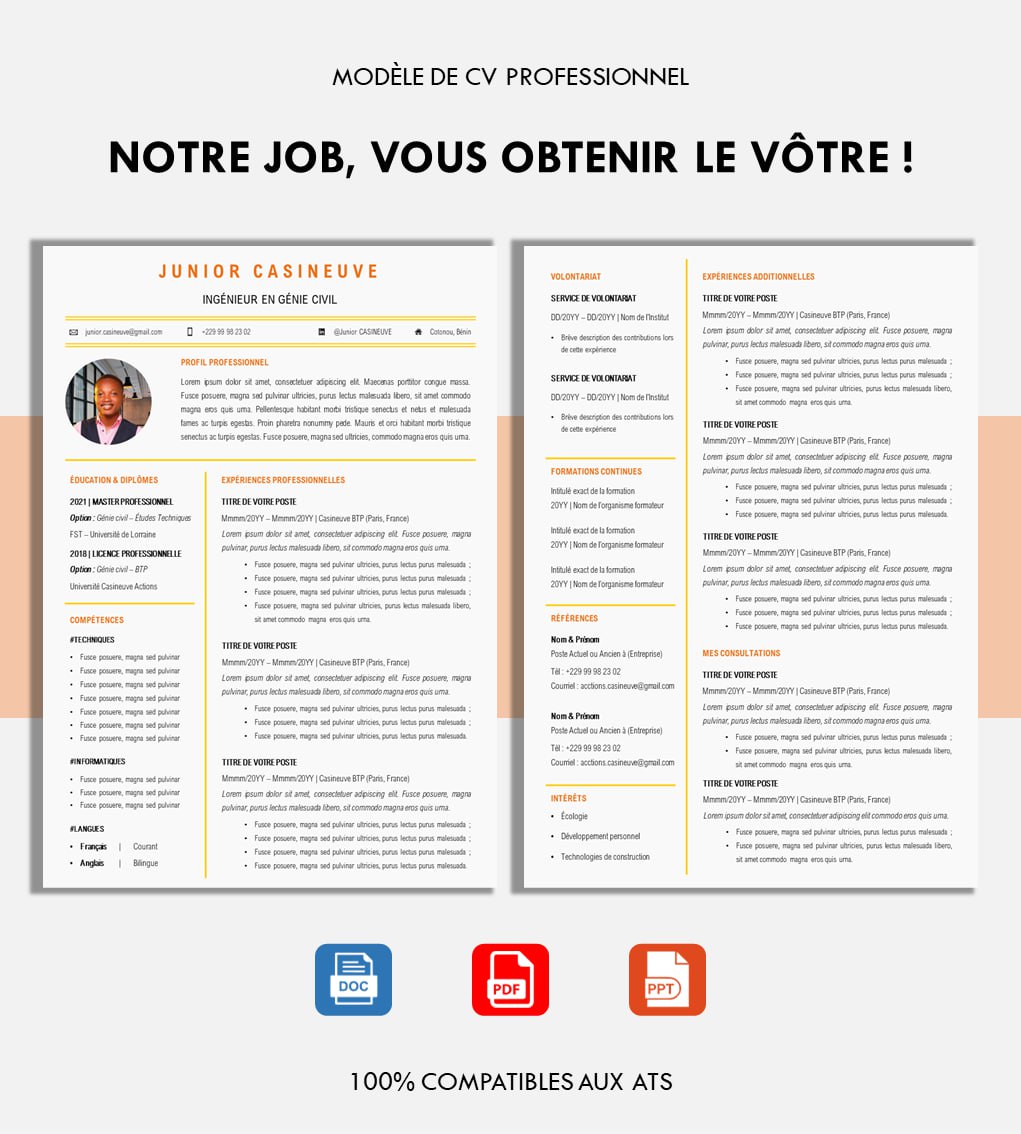 MODÈLE DE CV PROFESSIONNEL
NOTRE JOB, VOUS OBTENIR LE VÔTRE !
JUNIOR CASINEUVE
INGÉNIEUR EN GÉNIE CIVIL
junior.casineuve@gmail.com +229 99 98 23 02 @Junior CASINEUVE Cotonou, Bénin
PROFIL PROFESSIONNEL
Lorem ipsum dolor sit amet, consectetuer adipiscing elit. Maecenas porttitor congue massa.
Fusce posuere, magna sed pulvinar ultricies, purus lectus malesuada libero, sit commodo
magna eros quis urna. Pellentesque habitant morbi tristique senectus et netus et malesuada
fames ac turpis egestas. Proin pharetra nonummy pede. Mauris et orci habitant morbi tristique
senectus ac turpis egestas. Fusce posuere, magna sed ultricies, commodo magna eros quis urna.
ÉDUCATION & DIPLÔMES
2021 | MASTER PROFESSIONNEL
Option : Génie civil – Études Techniques
FST – Université de Lorraine
2018 | LICENCE PROFESSIONNELLE
Option : Génie civil – BTP
Université Casineuve Actions
COMPÉTENCES
#TECHNIQUES
• Fusce posuere, magna sed pulvinar
• Fusce posuere, magna sed pulvinar
• Fusce posuere, magna sed pulvinar
• Fusce posuere, magna sed pulvinar
• Fusce posuere, magna sed pulvinar
• Fusce posuere, magna sed pulvinar
• Fusce posuere, magna sed pulvinar
#INFORMATIQUES
• Fusce posuere, magna sed pulvinar
• Fusce posuere, magna sed pulvinar
• Fusce posuere, magna sed pulvinar
#LANGUES
• Français | Courant
• Anglais | Bilingue
EXPÉRIENCES PROFESSIONNELLES
TITRE DE VOTRE POSTE
Mmmm/20YY – Mmmm/20YY | Casineuve BTP (Paris, France)
Lorem ipsum dolor sit amet, consectetuer adipiscing elit. Fusce posuere, magna
pulvinar, purus lectus malesuada libero, sit commodo magna eros quis urna.
• Fusce posuere, magna sed pulvinar ultricies, purus lectus purus malesuada ;
• Fusce posuere, magna sed pulvinar ultricies, purus lectus purus malesuada ;
• Fusce posuere, magna sed pulvinar ultricies, purus lectus purus malesuada ;
• Fusce posuere, magna sed pulvinar ultricies, purus lectus malesuada libero,
sit commodo magna eros quis urna.
TITRE DE VOTRE POSTE
Mmmm/20YY – Mmmm/20YY | Casineuve BTP (Paris, France)
Lorem ipsum dolor sit amet, consectetuer adipiscing elit. Fusce posuere, magna
pulvinar, purus lectus malesuada libero, sit commodo magna eros quis urna.
• Fusce posuere, magna sed pulvinar ultricies, purus lectus purus malesuada ;
• Fusce posuere, magna sed pulvinar ultricies, purus lectus purus malesuada ;
• Fusce posuere, magna sed pulvinar ultricies, purus lectus purus malesuada.
TITRE DE VOTRE POSTE
Mmmm/20YY – Mmmm/20YY | Casineuve BTP (Paris, France)
Lorem ipsum dolor sit amet, consectetuer adipiscing elit. Fusce posuere, magna
pulvinar, purus lectus malesuada libero, sit commodo magna eros quis urna.
• Fusce posuere, magna sed pulvinar ultricies, purus lectus purus malesuada ;
• Fusce posuere, magna sed pulvinar ultricies, purus lectus purus malesuada ;
• Fusce posuere, magna sed pulvinar ultricies, purus lectus purus malesuada ;
• Fusce posuere, magna sed pulvinar ultricies, purus lectus purus malesuada.
VOLONTARIAT
SERVICE DE VOLONTARIAT
DD/20YY – DD/20YY | Nom de l'Institut
• Brève description des contributions lors
de cette expérience
SERVICE DE VOLONTARIAT
DD/20YY – DD/20YY | Nom de l'Institut
• Brève description des contributions lors
de cette expérience
FORMATIONS CONTINUES
Intitulé exact de la formation
20YY | Nom de l'organisme formateur
Intitulé exact de la formation
20YY | Nom de l'organisme formateur
Intitulé exact de la formation
20YY | Nom de l'organisme formateur
RÉFÉRENCES
Nom & Prénom
Poste Actuel ou Ancien à (Entreprise)
Tél : +229 99 98 23 02
Courriel : acctions.casineuve@gmail.com
Nom & Prénom
Poste Actuel ou Ancien à (Entreprise)
Tél : +229 99 98 23 02
Courriel : acctions.casineuve@gmail.com
INTÉRÊTS
• Écologie
• Développement personnel
• Technologies de construction
EXPÉRIENCES ADDITIONNELLES
TITRE DE VOTRE POSTE
Mmmm/20YY – Mmmm/20YY | Casineuve BTP (Paris, France)
Lorem ipsum dolor sit amet, consectetuer adipiscing elit. Fusce posuere, magna
pulvinar, purus lectus malesuada libero, sit commodo magna eros quis urna.
• Fusce posuere, magna sed pulvinar ultricies, purus lectus purus malesuada ;
• Fusce posuere, magna sed pulvinar ultricies, purus lectus purus malesuada ;
• Fusce posuere, magna sed pulvinar ultricies, purus lectus malesuada libero,
sit commodo magna eros quis urna.
TITRE DE VOTRE POSTE
Mmmm/20YY – Mmmm/20YY | Casineuve BTP (Paris, France)
Lorem ipsum dolor sit amet, consectetuer adipiscing elit. Fusce posuere, magna
pulvinar, purus lectus malesuada libero, sit commodo magna eros quis urna.
• Fusce posuere, magna sed pulvinar ultricies, purus lectus purus malesuada ;
• Fusce posuere, magna sed pulvinar ultricies, purus lectus purus malesuada ;
• Fusce posuere, magna sed pulvinar ultricies, purus lectus purus malesuada.
TITRE DE VOTRE POSTE
Mmmm/20YY – Mmmm/20YY | Casineuve BTP (Paris, France)
Lorem ipsum dolor sit amet, consectetuer adipiscing elit. Fusce posuere, magna
pulvinar, purus lectus malesuada libero, sit commodo magna eros quis urna.
• Fusce posuere, magna sed pulvinar ultricies, purus lectus purus malesuada ;
• Fusce posuere, magna sed pulvinar ultricies, purus lectus purus malesuada ;
• Fusce posuere, magna sed pulvinar ultricies, purus lectus purus malesuada.
MES CONSULTATIONS
TITRE DE VOTRE POSTE
Mmmm/20YY – Mmmm/20YY | Casineuve BTP (Paris, France)
Lorem ipsum dolor sit amet, consectetuer adipiscing elit. Fusce posuere, magna
pulvinar, purus lectus malesuada libero, sit commodo magna eros quis urna.
• Fusce posuere, magna sed pulvinar ultricies, purus lectus purus malesuada ;
• Fusce posuere, magna sed pulvinar ultricies, purus lectus malesuada libero,
sit commodo magna eros quis urna.
TITRE DE VOTRE POSTE
Mmmm/20YY – Mmmm/20YY | Casineuve BTP (Paris, France)
Lorem ipsum dolor sit amet, consectetuer adipiscing elit commodo magna eros quis urna.
• Fusce posuere, magna sed pulvinar ultricies, purus lectus purus malesuada ;
• Fusce posuere, magna sed pulvinar ultricies, purus lectus malesuada libero,
sit commodo magna eros quis urna.
DOC
PDF
PPT
100% COMPATIBLES AUX ATS